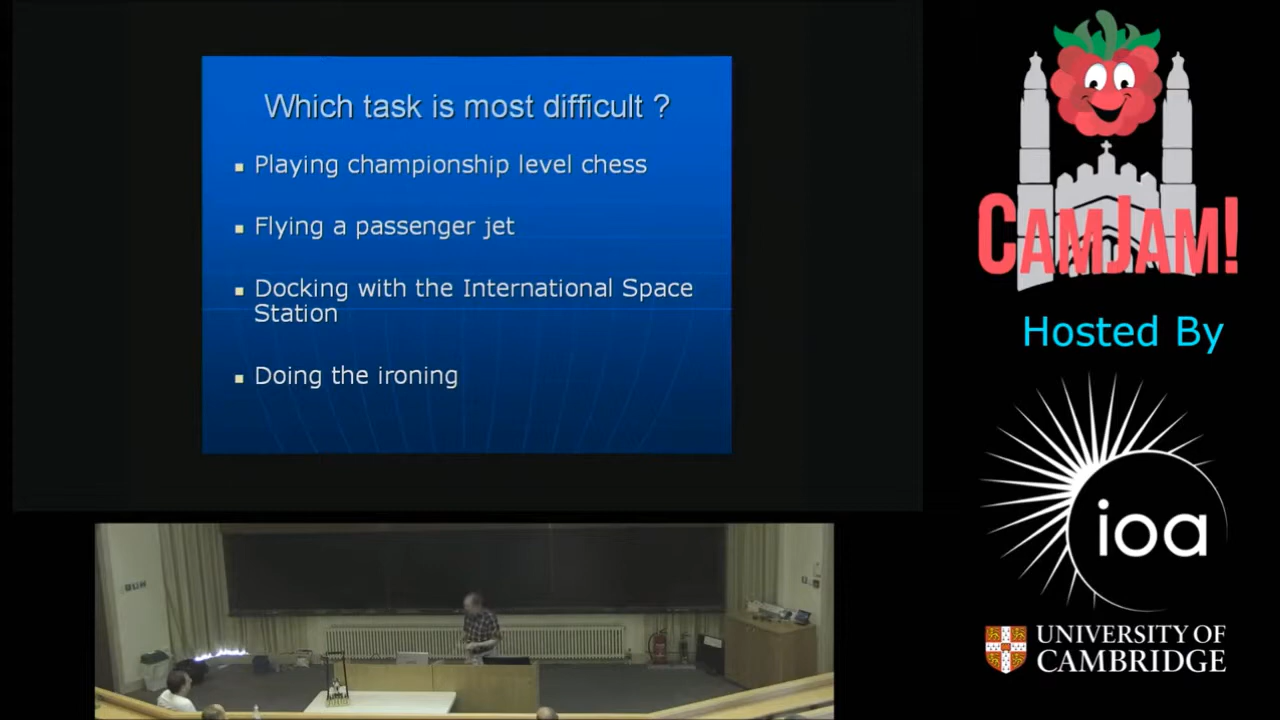 Which task is most difficult ?
Playing championship level chess
Flying a passenger jet
Docking with the International Space
Station
Doing the ironing
CAMJAM!
Hosted By
ioa
UNIVERSITY OF
CAMBRIDGE